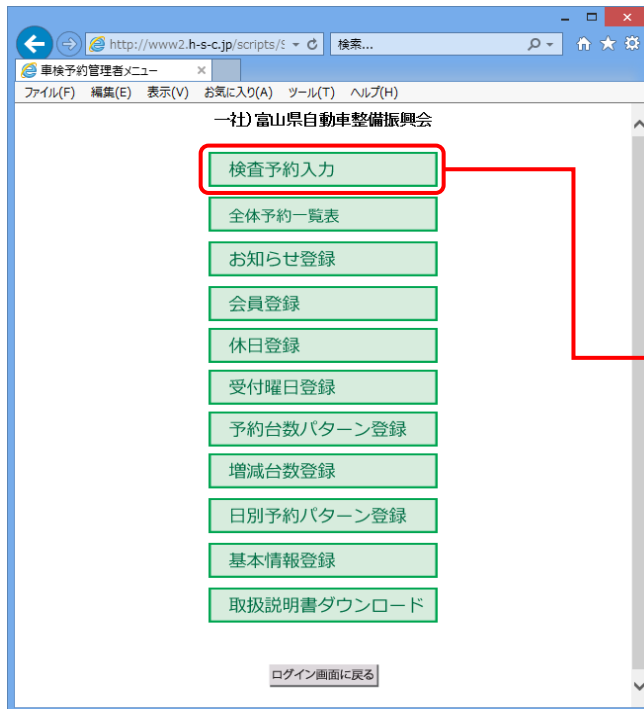 http://www2.h-s-c.jp/scripts/S
検索...
車検予約管理者メニュー
ファイル(F) 編集(E) 表示(V) お気に入り(A) ツール(T) ヘルプ(H)
一社) 富山県自動車整備振興会
検査予約入力
全体予約一覧表
お知らせ登録
会員登録
休日登録
受付曜日登録
予約台数パターン登録
増減台数登録
日別予約パターン登録
基本情報登録
取扱説明書ダウンロード
ログイン画面に戻る